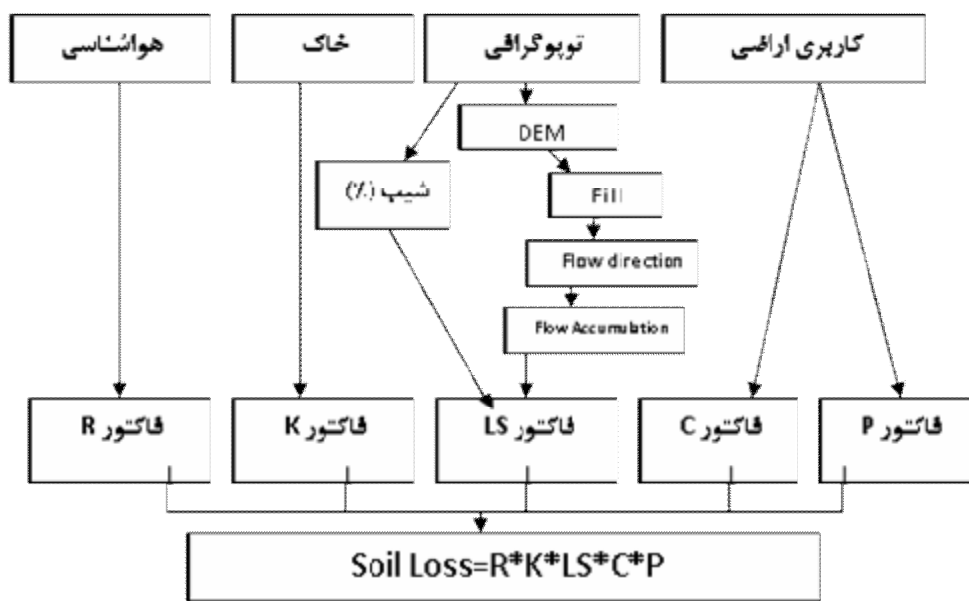 هواشناسی
خاک
توپوگرافی
کاربری اراضی
DEM
شیب (٪)
Fill
Flow direction
Flow Accumulation
فاکتور R
فاکتور K
فاکتور LS
فاکتور C
فاکتور P
Soil Loss=R*K*LS*C*P